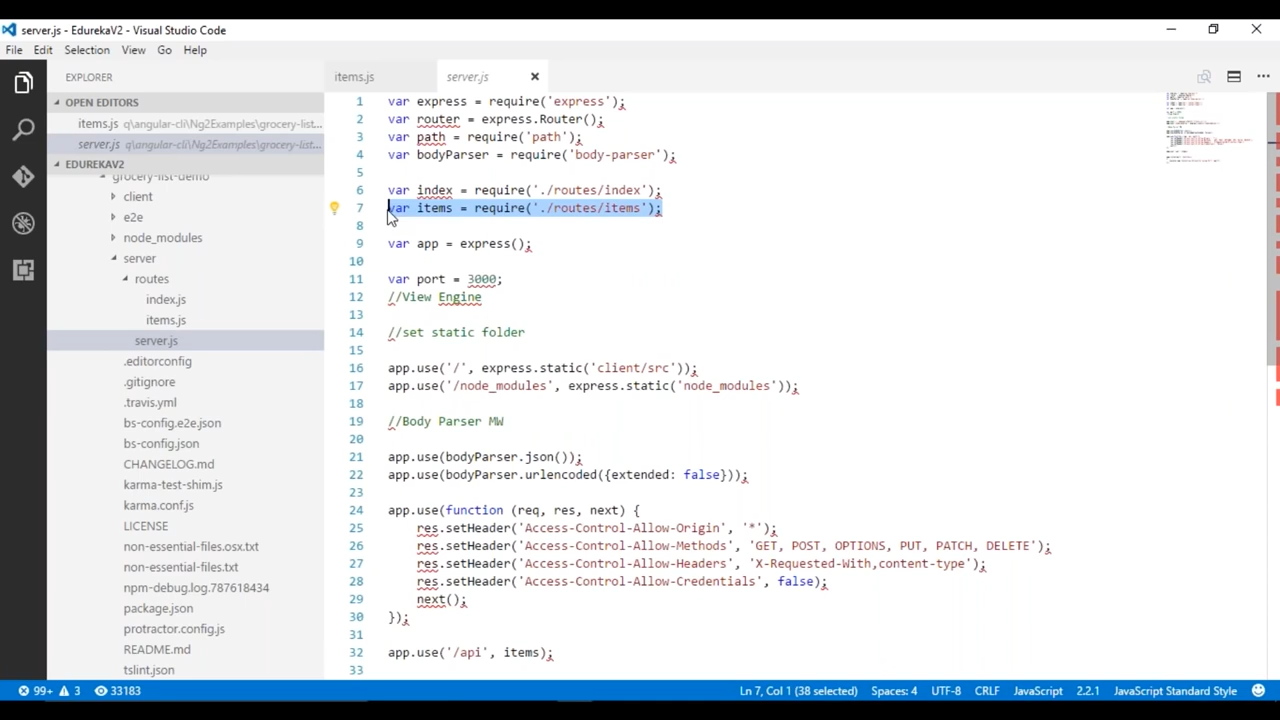 server.js - EdurekaV2 - Visual Studio Code
File Edit Selection View Go Help
EXPLORER
OPEN EDITORS
items.js q\angular-cli\Ng2Examples\grocery-list...
server.js q:\angular-cli\Ng2Examples\grocery-list...
EDUREKAV2
grocery-list-demo
client
e2e
node_modules
server
routes
index.js
items.js
server.js
.editorconfig
.gitignore
.travis.yml
bs-config.e2e.json
bs-config.json
CHANGELOG.md
karma-test-shim.js
karma.conf.js
LICENSE
non-essential-files.osx.txt
non-essential-files.txt
npm-debug.log.787618434
package.json
protractor.config.js
README.md
tslint.json
items.js server.js
1 var express = require('express');
2 var router = express.Router();
3 var path = require('path');
4 var bodyParser = require('body-parser');
5
6 var index = require('./routes/index');
7 var items = require('./routes/items');
8
9 var app = express();
10
11 var port = 3000;
12 //View Engine
13
14 //set static folder
15
16 app.use('/', express.static('client/src'));
17 app.use('/node_modules', express.static('node_modules'));
18
19 //Body Parser MW
20
21 app.use(bodyParser.json());
22 app.use(bodyParser.urlencoded({extended: false}));
23
24 app.use(function (req, res, next) {
25 res.setHeader('Access-Control-Allow-Origin', '*');
26 res.setHeader('Access-Control-Allow-Methods', 'GET, POST, OPTIONS, PUT, PATCH, DELETE');
27 res.setHeader('Access-Control-Allow-Headers', 'X-Requested-With,content-type');
28 res.setHeader('Access-Control-Allow-Credentials', false);
29 next();
30 });
31
32 app.use('/api', items);
33
99+ 3 33183 Ln 7, Col 1 (38 selected) Spaces: 4 UTF-8 CRLF JavaScript 2.2.1 JavaScript Standard Style